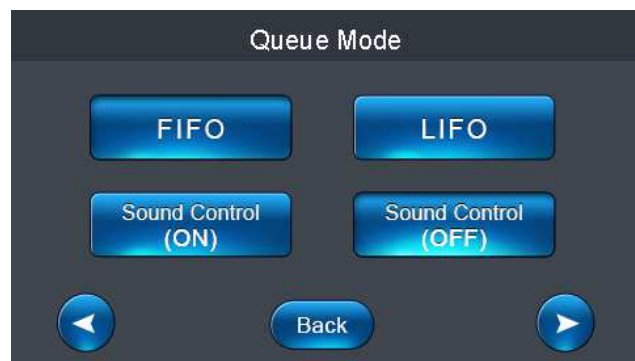 Queue Mode
FIFO
LIFO
Sound Control
(ON)
Sound Control
(OFF)
Back